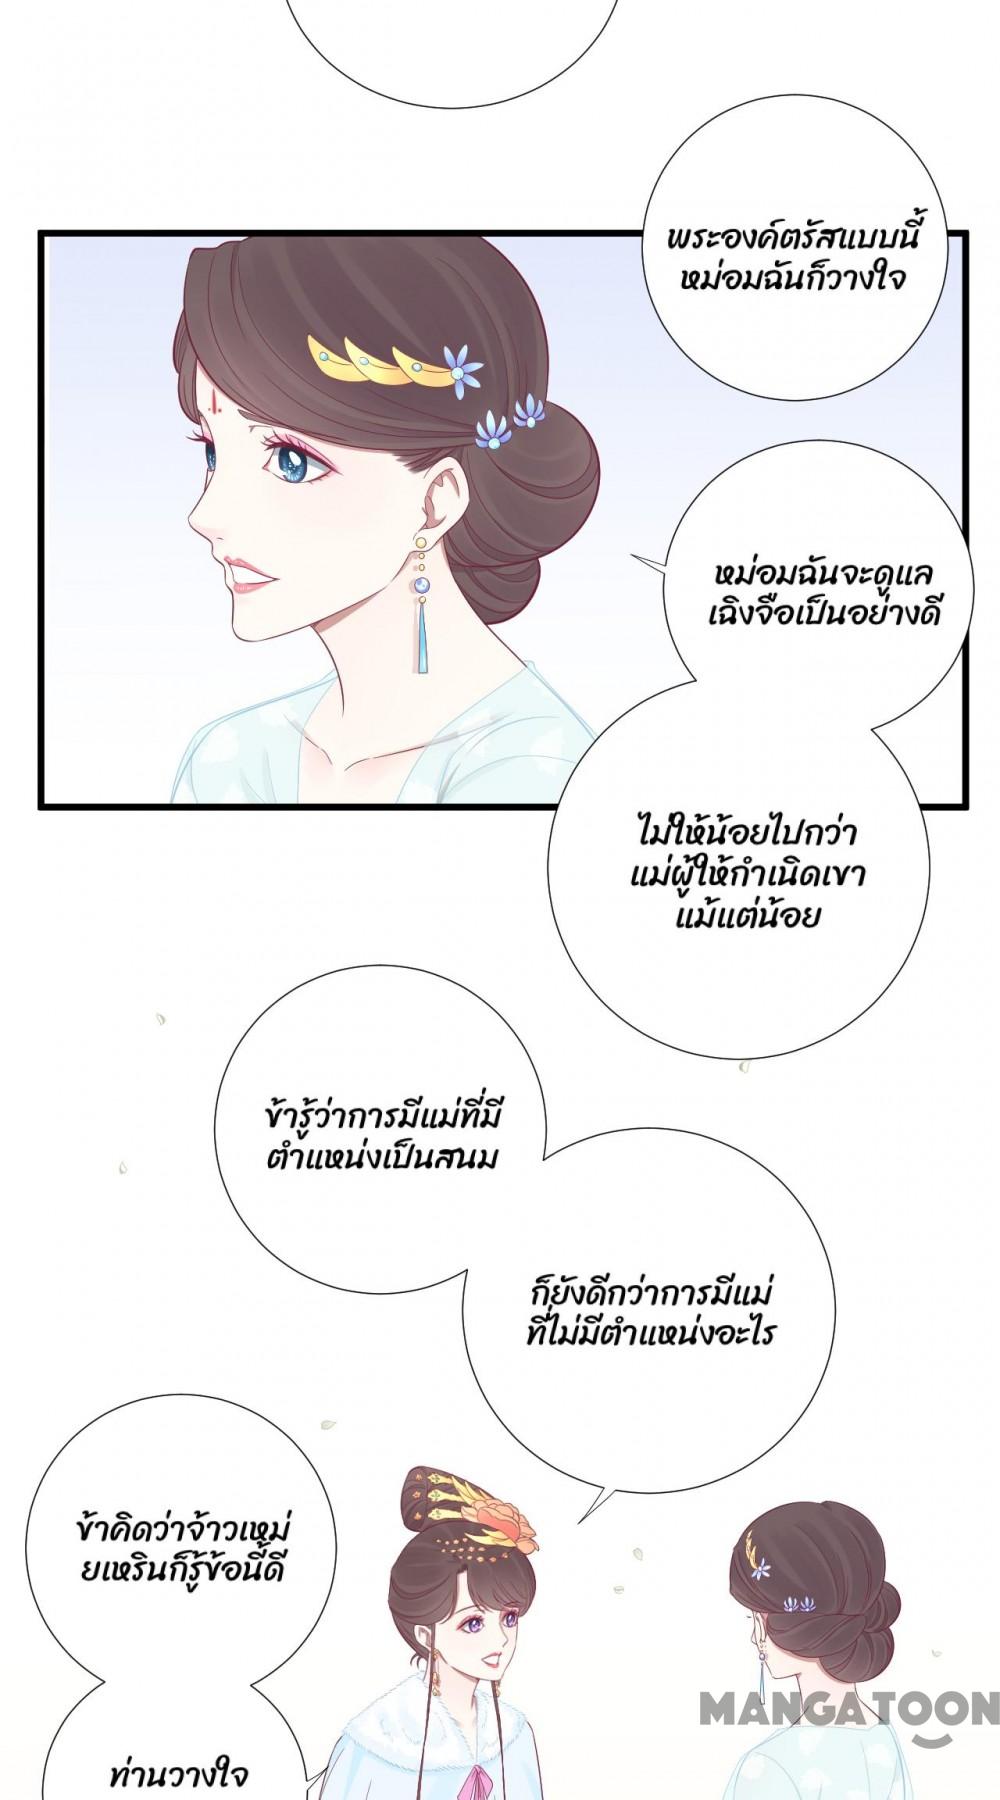 พระองค์ตรัสแบบนี้
หม่อมฉันก็วางใจ
หม่อมฉันจะดูแล
เฉิงจือเป็นอย่างดี
ไม่ให้น้อยไปกว่า
แม่ผู้ให้กำเนิดเขา
แม้แต่น้อย
ข้ารู้ว่าการมีแม่ที่มี
ตำแหน่งเป็นสนม
ก็ยังดีกว่าการมีแม่
ที่ไม่มีตำแหน่งอะไร
ข้าคิดว่าจ้าวเหม่
ยเหรินก็รู้ข้อนี้ดี
MANGATOON
ท่านวางใจ